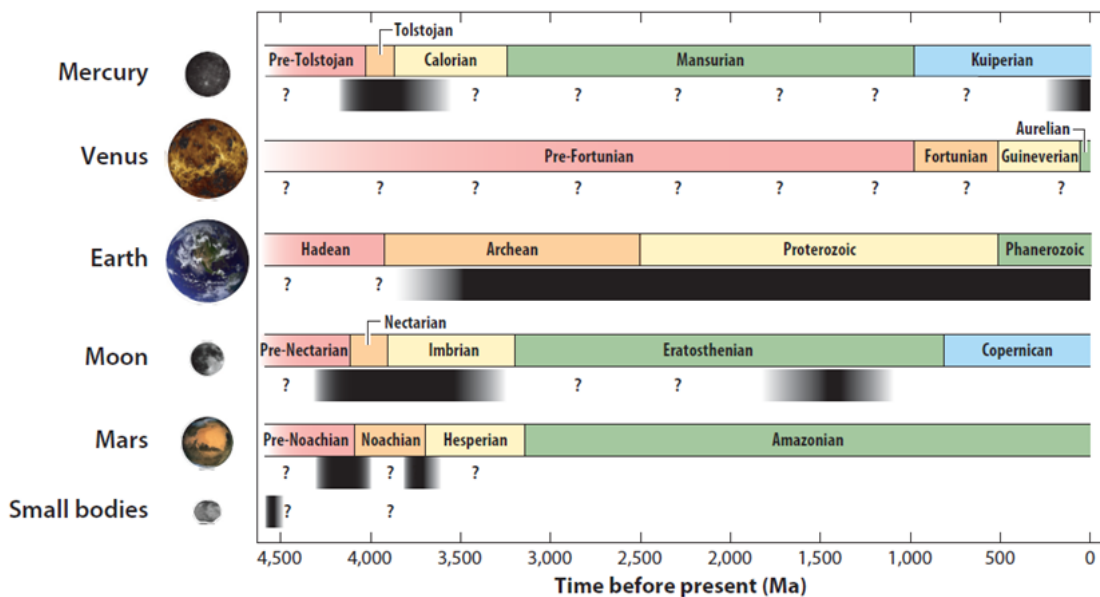 Tolstojan
Mercury
Pre-Tolstojan Calorian Mansurian Kuiperian
? ? ? ? ? ? ?
Aurelian
Venus
Pre-Fortunian Fortunian Guineverian
? ? ? ? ? ? ? ? ?
Earth
Hadean Archean Proterozoic Phanerozoic
? ?
Nectarian
Moon
Pre-Nectarian Imbrian Eratosthenian Copernican
? ? ?
Mars
Pre-Noachian Noachian Hesperian Amazonian
? ? ?
Small bodies
? ?
4,500 4,000 3,500 3,000 2,500 2,000 1,500 1,000 500 0
Time before present (Ma)